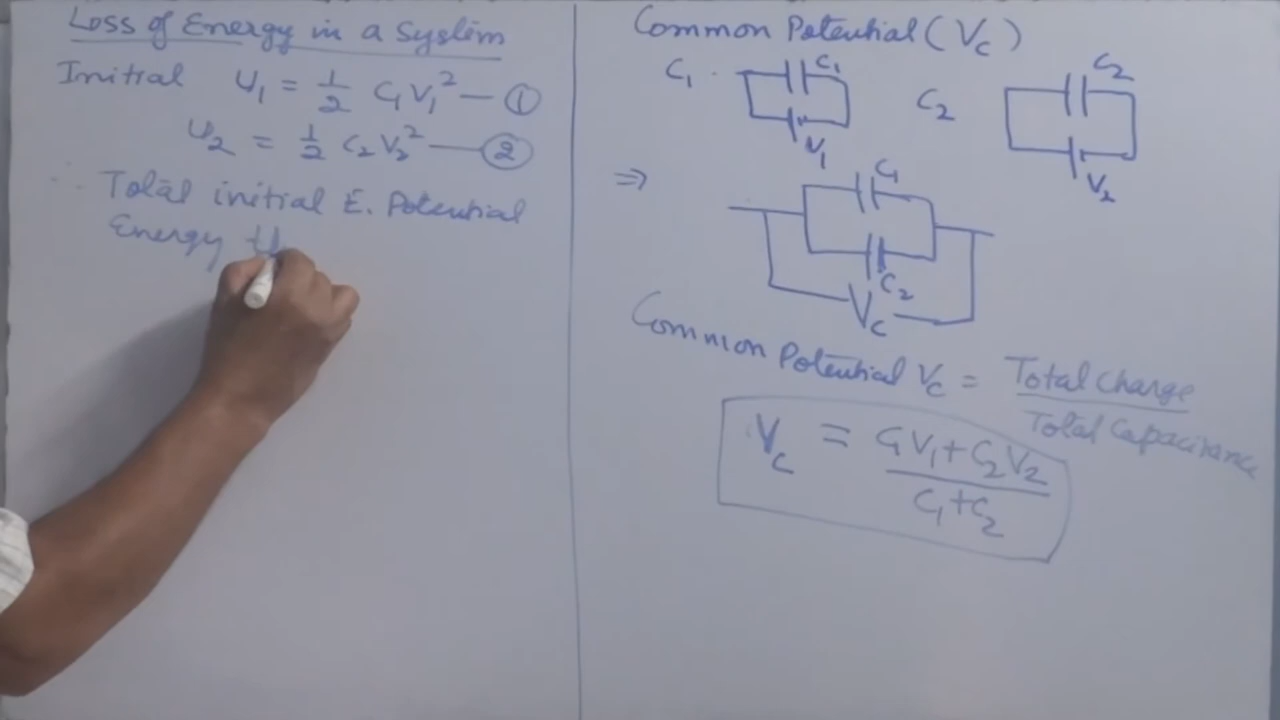 Loss of Energy in a System
Initial U₁ = 1/2 C₁V₁² — ①
U₂ = 1/2 C₂V₂² — ②
∴ Total initial E. Potential
Energy U
Common Potential (Vc)
C₁ C₁ V₁
C₂ C₂ V₂
⇒ C₁
C₂
Vc
Common Potential Vc = Total Charge / Total Capacitance
Vc = C₁V₁ + C₂V₂ / C₁ + C₂